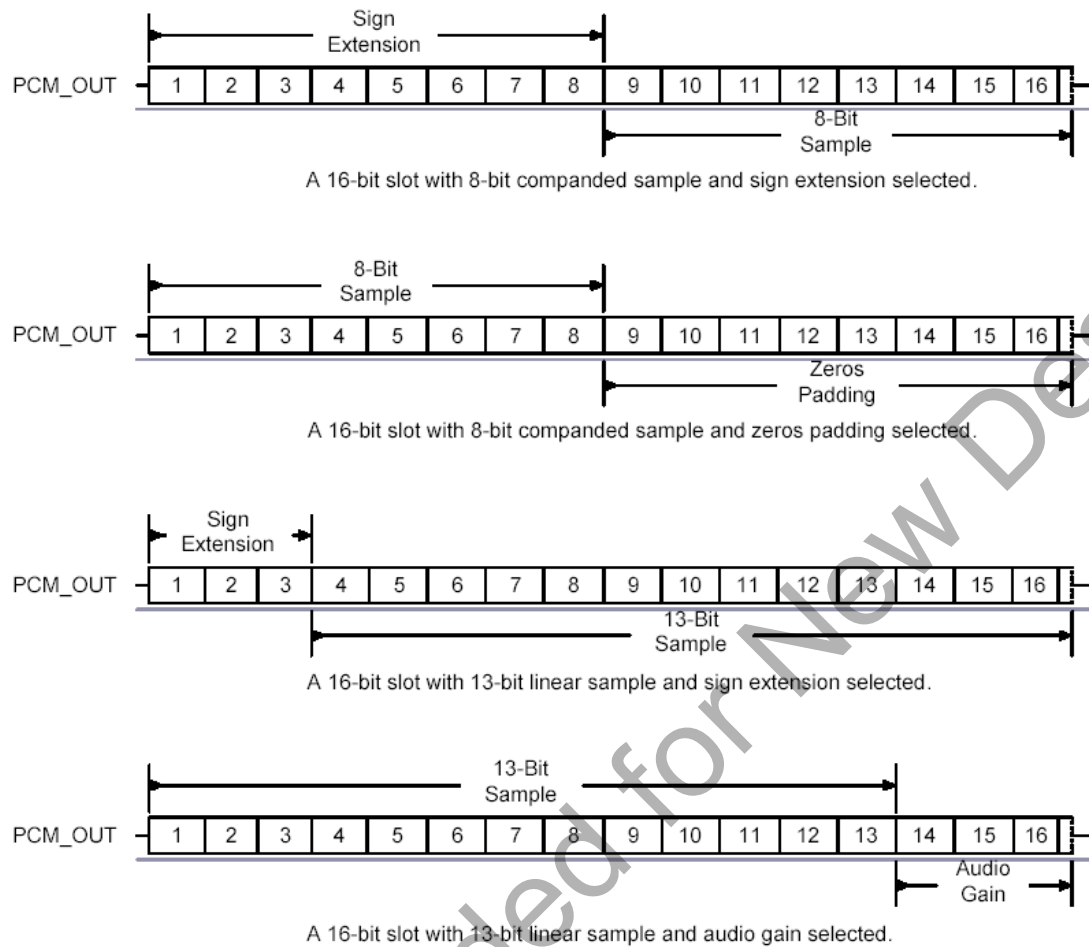 Sign
Extension
PCM_OUT 1 2 3 4 5 6 7 8 9 10 11 12 13 14 15 16
8-Bit
Sample
A 16-bit slot with 8-bit companded sample and sign extension selected.
8-Bit
Sample
PCM_OUT 1 2 3 4 5 6 7 8 9 10 11 12 13 14 15 16
Zeros
Padding
A 16-bit slot with 8-bit companded sample and zeros padding selected.
Sign
Extension
PCM_OUT 1 2 3 4 5 6 7 8 9 10 11 12 13 14 15 16
13-Bit
Sample
A 16-bit slot with 13-bit linear sample and sign extension selected.
13-Bit
Sample
PCM_OUT 1 2 3 4 5 6 7 8 9 10 11 12 13 14 15 16
Audio
Gain
A 16-bit slot with 13-bit linear sample and audio gain selected.
for New